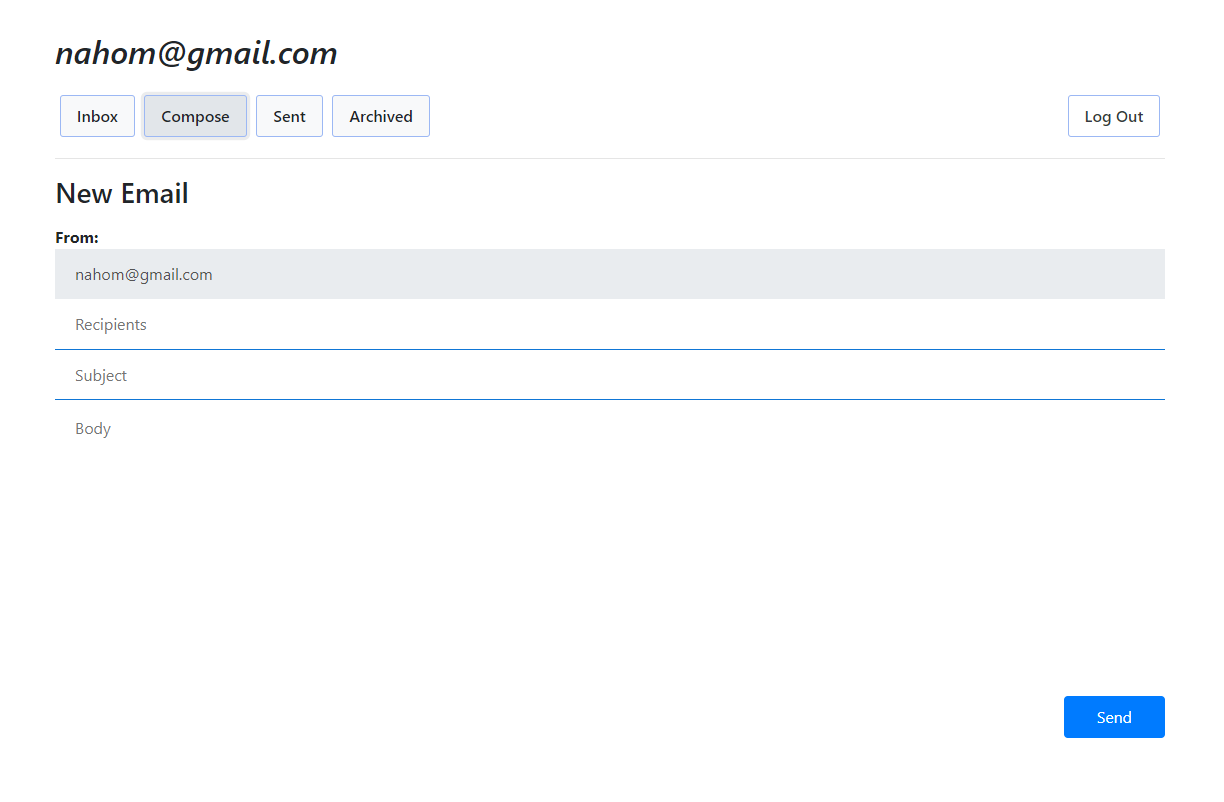 nahom@gmail.com
Inbox Compose Sent Archived Log Out
New Email
From:
nahom@gmail.com
Recipients
Subject
Body
Send